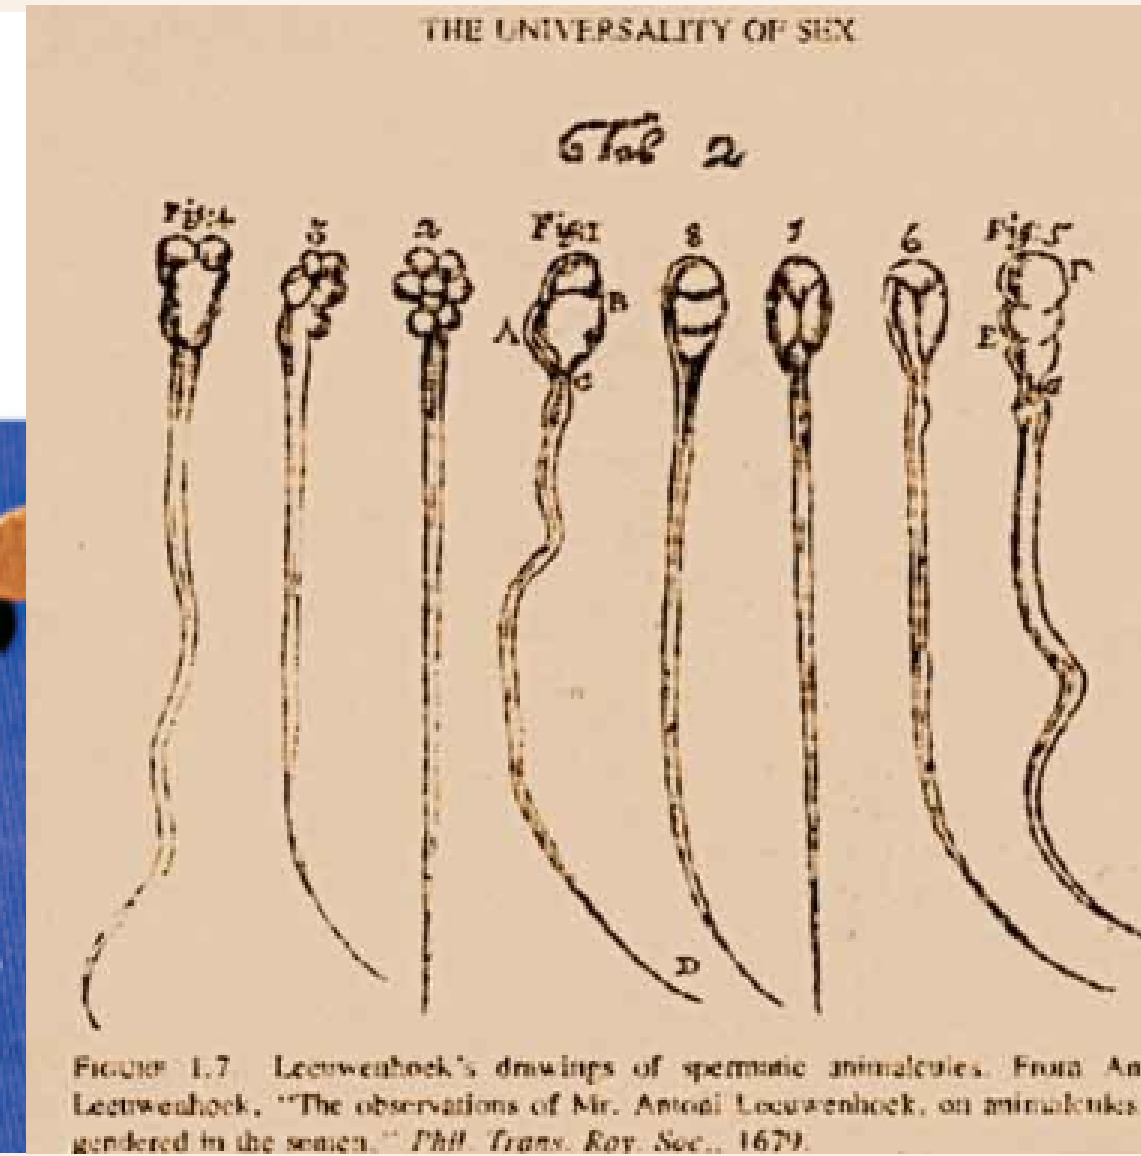 THE UNIVERSALITY OF SEX
Tab 2
Fig:4 3 2 Fig:1 8 7 6 Fig:5
A B C D E F G
FIGURE 1.7 Leeuwenhoek's drawings of spermatic animalcules. From An
Leeuwenhoek, "The observations of Mr. Antoni Leeuwenhoek, on animalcules
gendered in the semen." Phil. Trans. Roy. Soc., 1679.